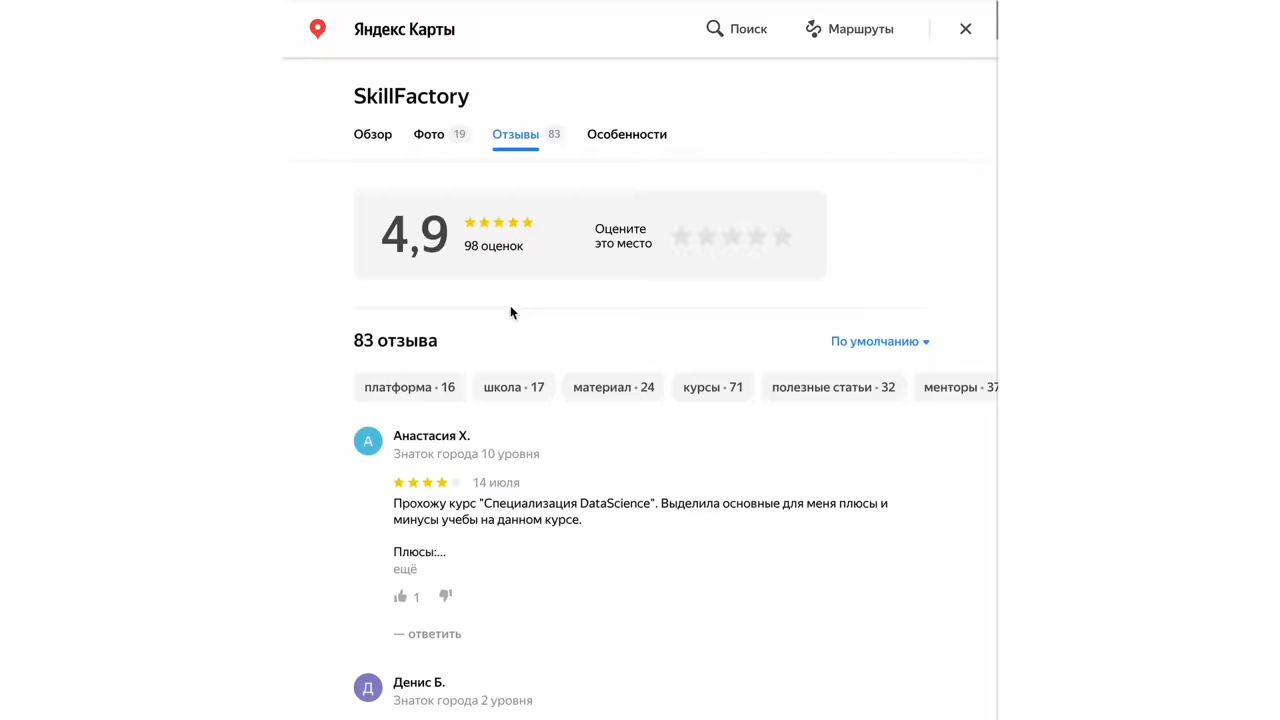 Яндекс Карты
Поиск
Маршруты
SkillFactory
Обзор Фото 19 Отзывы 83 Особенности
4,9
98 оценок
Оцените
это место
83 отзыва
По умолчанию
платформа • 16 школа • 17 материал • 24 курсы • 71 полезные статьи • 32 менторы • 37
А
Анастасия Х.
Знаток города 10 уровня
14 июля
Прохожу курс "Специализация DataScience". Выделила основные для меня плюсы и
минусы учебы на данном курсе.
Плюсы:...
ещё
1
— ответить
Д
Денис Б.
Знаток города 2 уровня